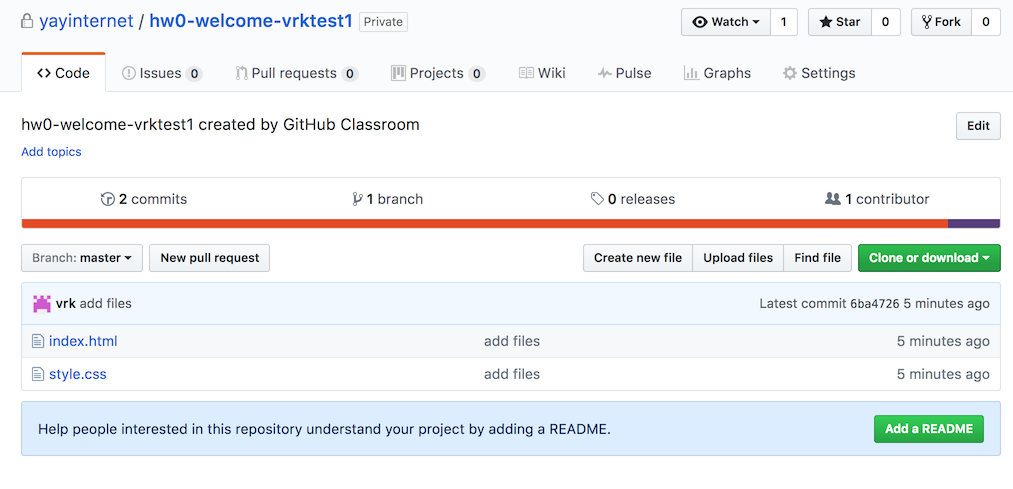 yayinternet / hw0-welcome-vrktest1 Private Watch 1 Star 0 Fork 0
Code Issues 0 Pull requests 0 Projects 0 Wiki Pulse Graphs Settings
hw0-welcome-vrktest1 created by GitHub Classroom Edit
Add topics
2 commits 1 branch 0 releases 1 contributor
Branch: master New pull request Create new file Upload files Find file Clone or download
vrk add files Latest commit 6ba4726 5 minutes ago
index.html add files 5 minutes ago
style.css add files 5 minutes ago
Help people interested in this repository understand your project by adding a README. Add a README